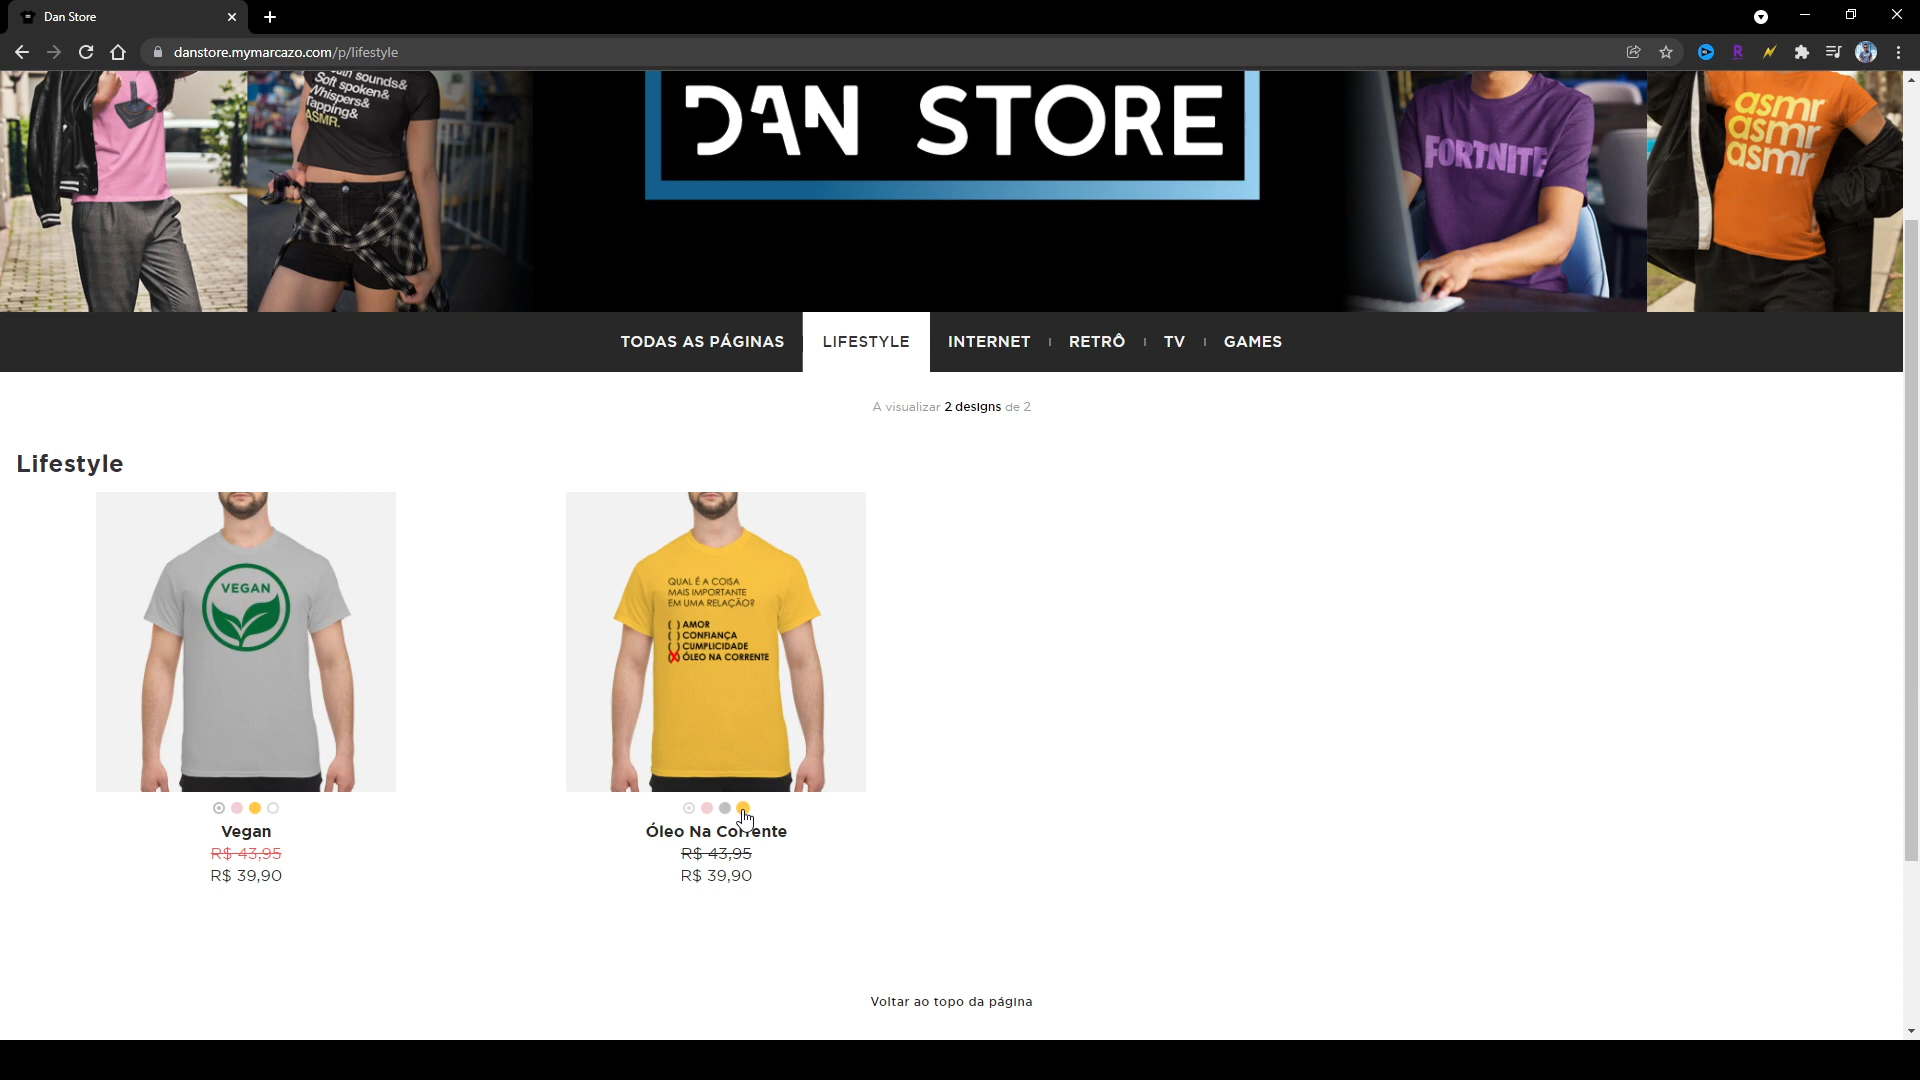 Dan Store
danstore.mymarcazo.com/p/lifestyle
sounds&
Soft spoken&
Whispers&
Tapping&
ASMR.
DAN STORE
FORTNITE
asmr
asmr
asmr
TODAS AS PÁGINAS
LIFESTYLE
INTERNET
RETRÔ
TV
GAMES
A visualizar 2 designs de 2
Lifestyle
VEGAN
QUAL É A COISA
MAIS IMPORTANTE
EM UMA RELAÇÃO?
( ) AMOR
( ) CONFIANÇA
( ) CUMPLICIDADE
(X) ÓLEO NA CORRENTE
Vegan
R$ 43,95
R$ 39,90
Óleo Na Corrente
R$ 43,95
R$ 39,90
Voltar ao topo da página